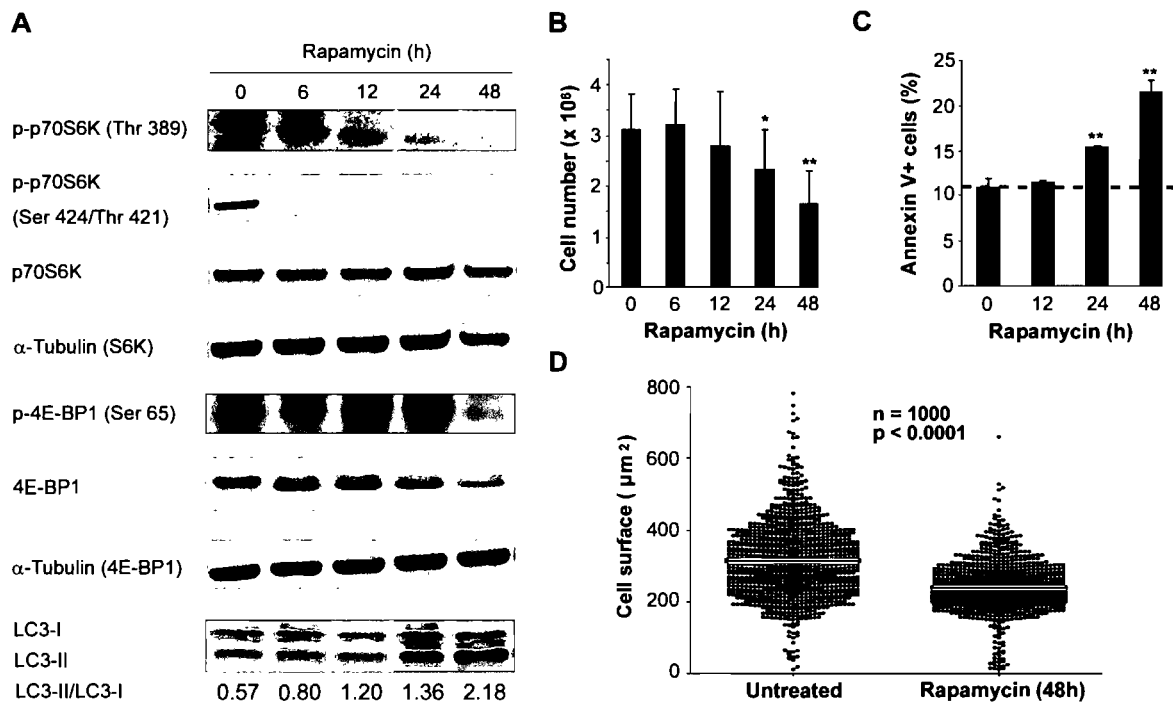 A
Rapamycin (h)
0 6 12 24 48
p-p70S6K (Thr 389)
p-p70S6K
(Ser 424/Thr 421)
p70S6K
α-Tubulin (S6K)
p-4E-BP1 (Ser 65)
4E-BP1
α-Tubulin (4E-BP1)
LC3-I
LC3-II
LC3-II/LC3-I 0.57 0.80 1.20 1.36 2.18
B
Cell number (x 10⁶)
5
4
3
2
1
0
* **
0 6 12 24 48
Rapamycin (h)
C
Annexin V+ cells (%)
25
20
15
10
5
0
** **
0 12 24 48
Rapamycin (h)
D
Cell surface ( µm²)
800
600
400
200
0
n = 1000
p < 0.0001
Untreated Rapamycin (48h)